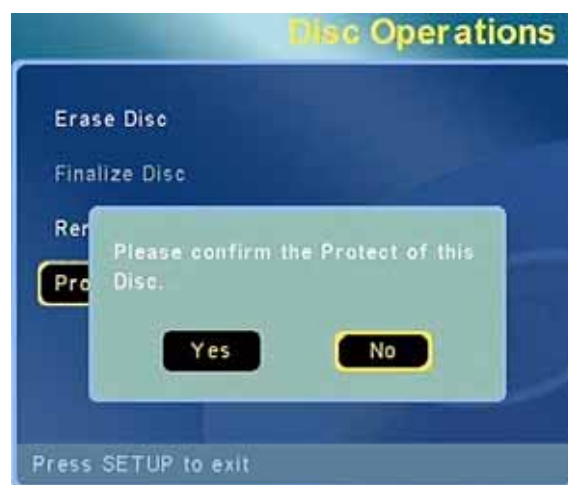 Disc Operations
Erase Disc
Finalize Disc
Rer
Please confirm the Protect of this
Disc.
Pro
Yes No
Press SETUP to exit